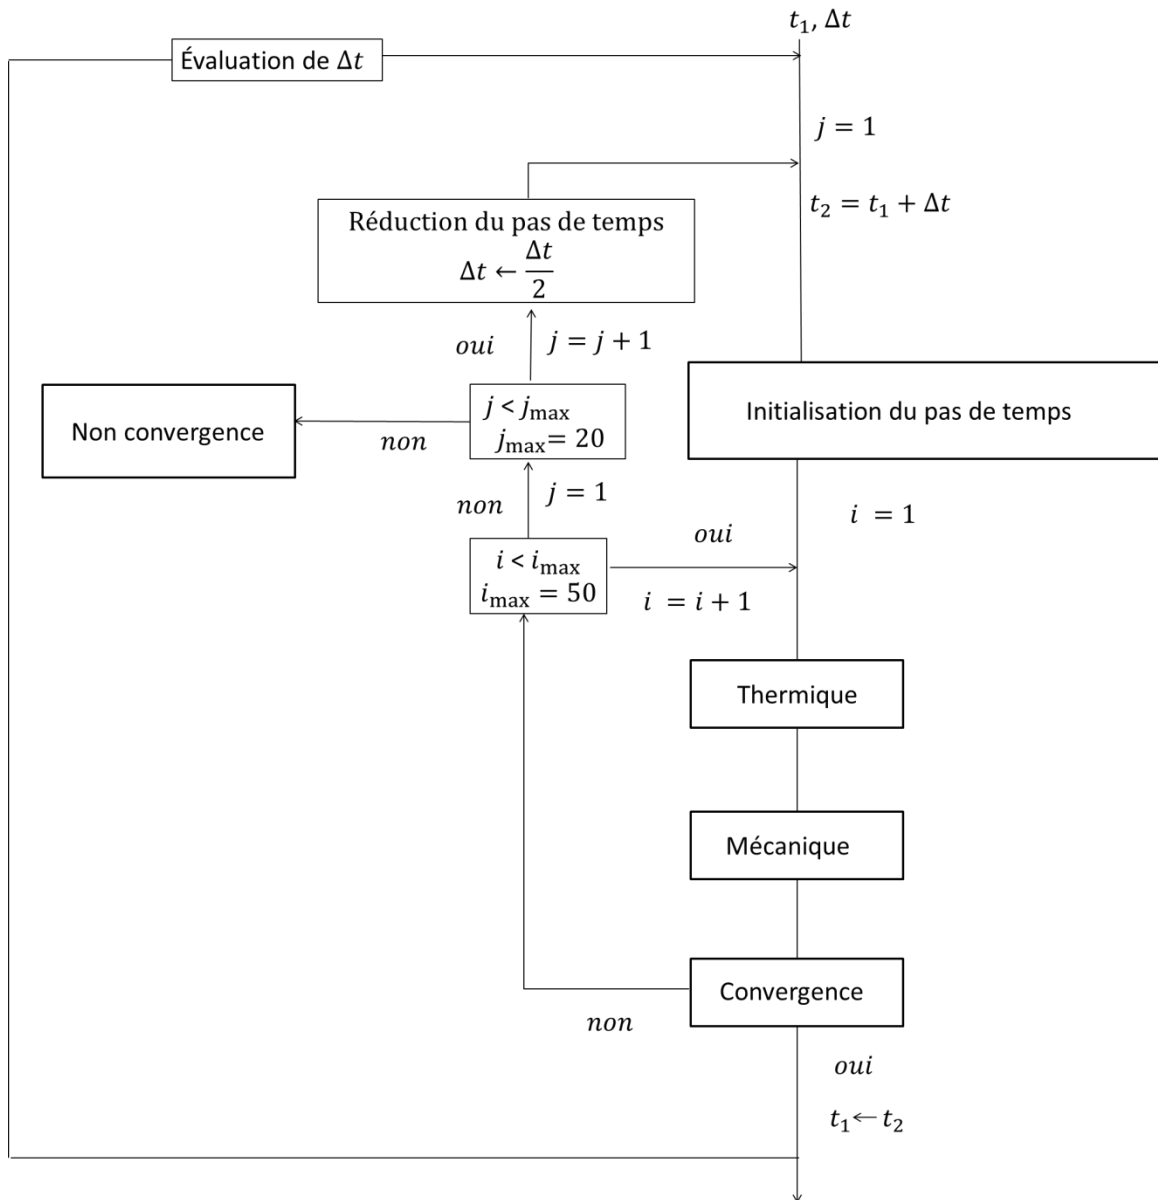 t₁, Δt
Évaluation de Δt
j = 1
t₂ = t₁ + Δt
Réduction du pas de temps
Δt ← Δt/2
oui
j = j + 1
Initialisation du pas de temps
j < jmax
jmax= 20
Non convergence
non
j = 1
non
i = 1
oui
i < imax
imax = 50
i = i + 1
Thermique
Mécanique
Convergence
non
oui
t₁← t₂